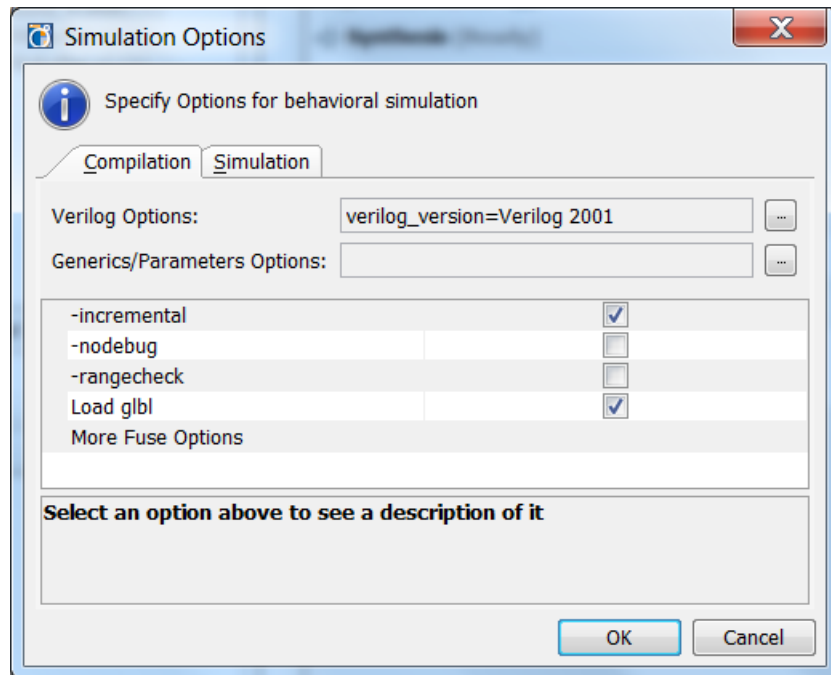 Simulation Options
Specify Options for behavioral simulation
Compilation Simulation
Verilog Options: verilog_version=Verilog 2001 ...
Generics/Parameters Options: ...
-incremental
-nodebug
-rangecheck
Load glbl
More Fuse Options
Select an option above to see a description of it
OK Cancel